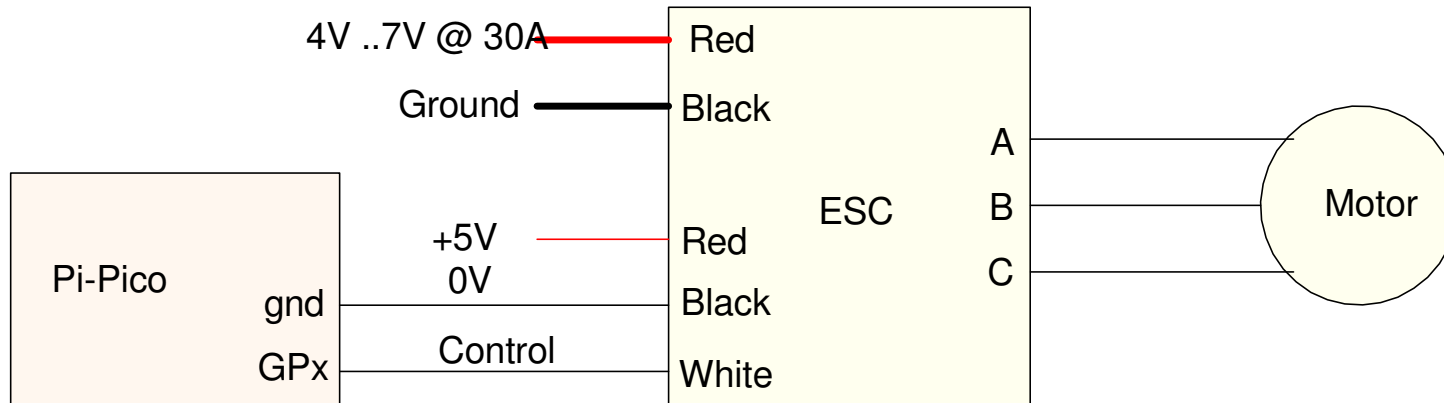 4V ..7V @ 30A
Red
Ground
Black
A
ESC
B
Motor
+5V
Red
C
Pi-Pico
0V
gnd
Black
Control
GPx
White